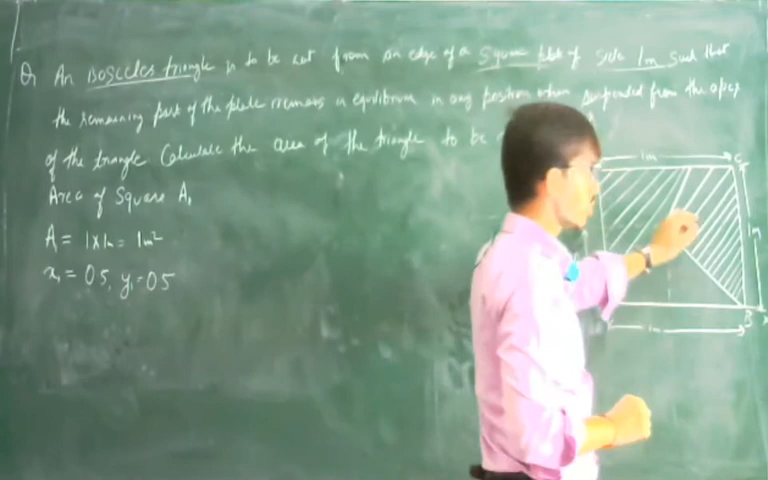 Q, An isosceles triangle is to be cut from an edge of a square plot of side 1m such that
the remaining part of the plate remains in equilibrium in any position when suspended from the apex
of the triangle Calculate the area of the triangle to be
Area of Square A₁
A = 1x1m = 1m²
x₁ = 0.5, y₁ = 0.5
1m
C
1m
B
x
1m